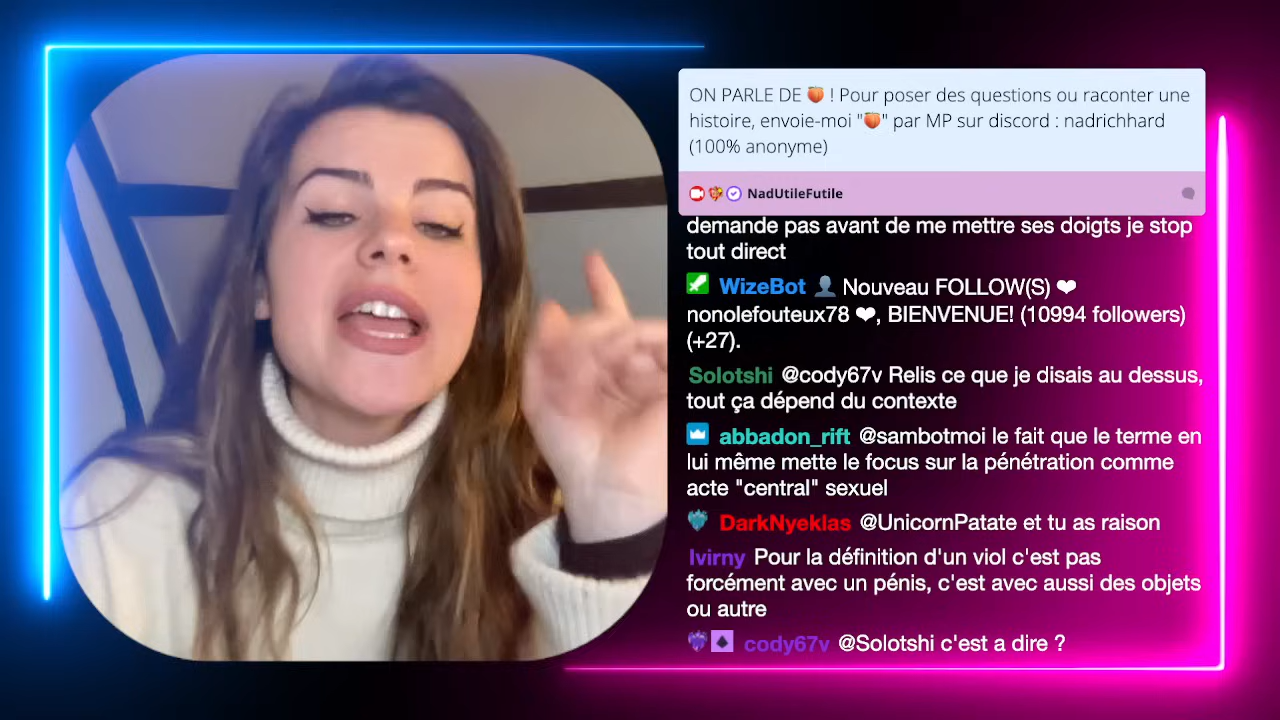 ON PARLE DE 🍑 ! Pour poser des questions ou raconter une
histoire, envoie-moi "🍑" par MP sur discord : nadrichhard
(100% anonyme)
NadUtileFutile
demande pas avant de me mettre ses doigts je stop
tout direct
WizeBot 👤 Nouveau FOLLOW(S) ❤
nonolefouteux78 ❤, BIENVENUE! (10994 followers)
(+27).
Solotshi @cody67v Relis ce que je disais au dessus,
tout ça dépend du contexte
abbadon_rift @sambotmoi le fait que le terme en
lui même mette le focus sur la pénétration comme
acte "central" sexuel
DarkNyeklas @UnicornPatate et tu as raison
Ivirny Pour la définition d'un viol c'est pas
forcément avec un pénis, c'est avec aussi des objets
ou autre
cody67v @Solotshi c'est a dire ?